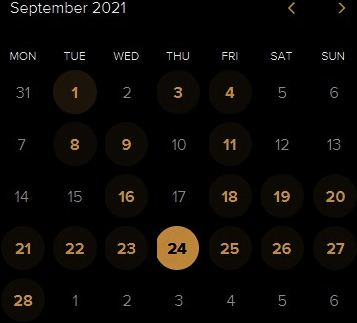 September 2021
MON TUE WED THU FRI SAT SUN
31 1 2 3 4 5 6
7 8 9 10 11 12 13
14 15 16 17 18 19 20
21 22 23 24 25 26 27
28 1 2 3 4 5 6